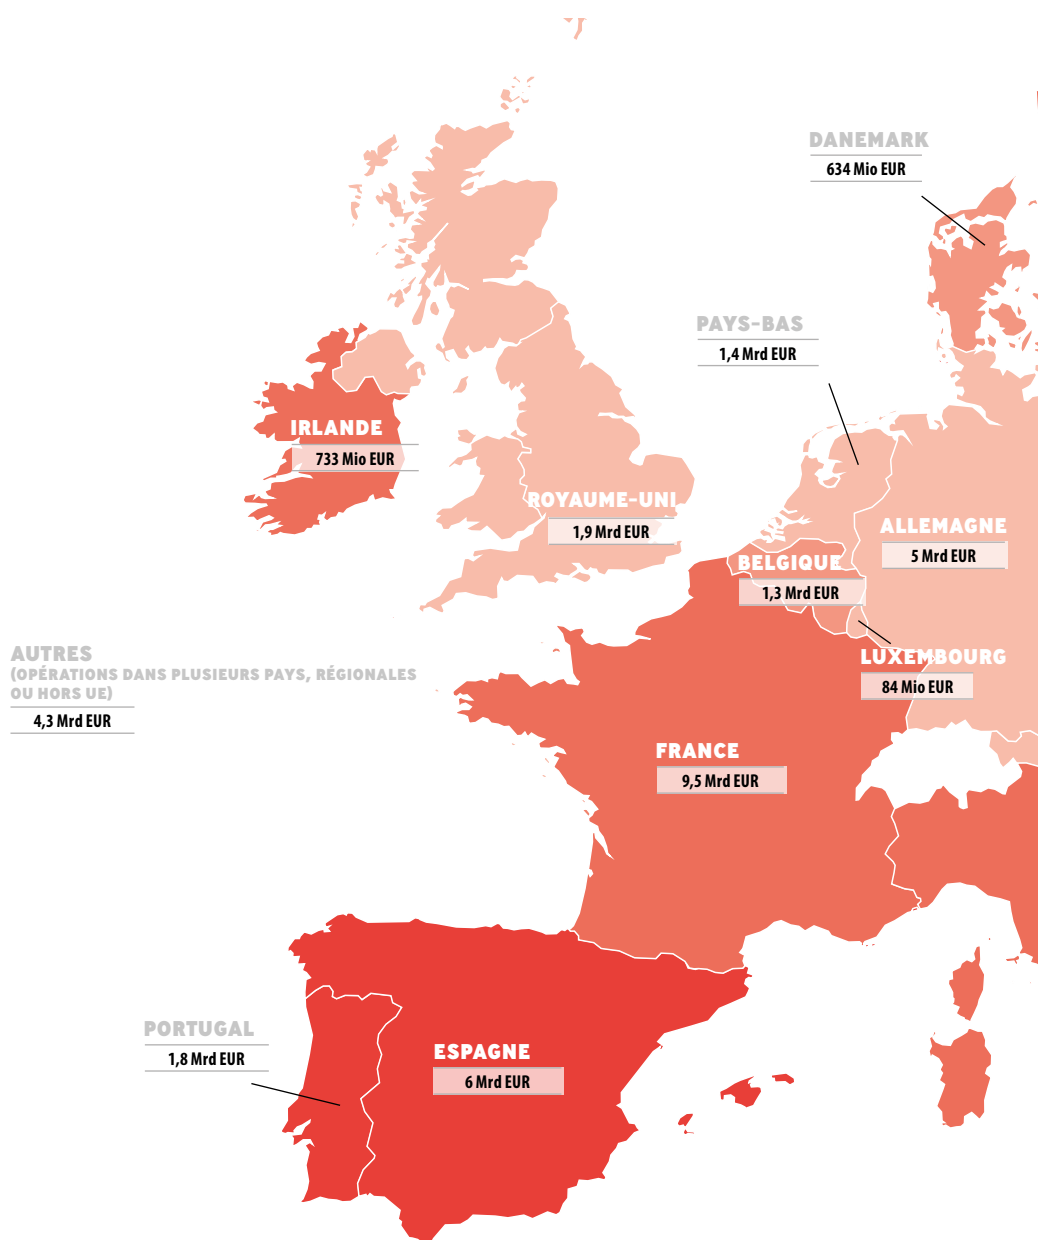 DANEMARK
634 Mio EUR
PAYS-BAS
1,4 Mrd EUR
IRLANDE
733 Mio EUR
ROYAUME-UNI
1,9 Mrd EUR
ALLEMAGNE
5 Mrd EUR
BELGIQUE
1,3 Mrd EUR
LUXEMBOURG
84 Mio EUR
AUTRES
(OPÉRATIONS DANS PLUSIEURS PAYS, RÉGIONALES
OU HORS UE)
4,3 Mrd EUR
FRANCE
9,5 Mrd EUR
PORTUGAL
1,8 Mrd EUR
ESPAGNE
6 Mrd EUR